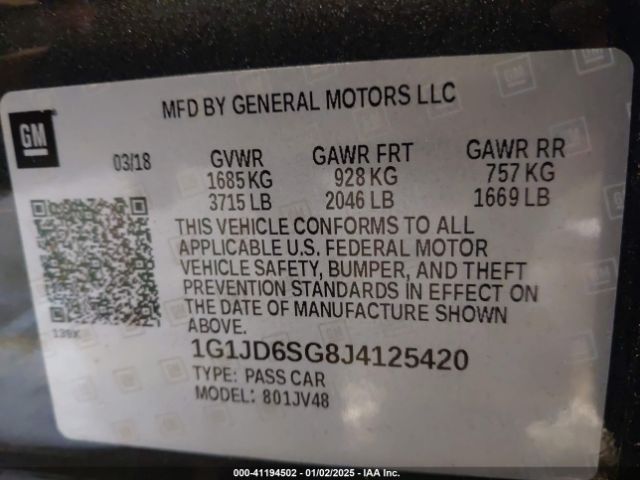 GM
MFD BY GENERAL MOTORS LLC
03/18
GVWR GAWR FRT GAWR RR
1685 KG 928 KG 757 KG
3715 LB 2046 LB 1669 LB
THIS VEHICLE CONFORMS TO ALL
APPLICABLE U.S. FEDERAL MOTOR
VEHICLE SAFETY, BUMPER, AND THEFT
PREVENTION STANDARDS IN EFFECT ON
THE DATE OF MANUFACTURE SHOWN
ABOVE.
139X
1G1JD6SG8J4125420
TYPE: PASS CAR
MODEL: 801JV48
000-41194502 - 01/02/2025 - IAA Inc.